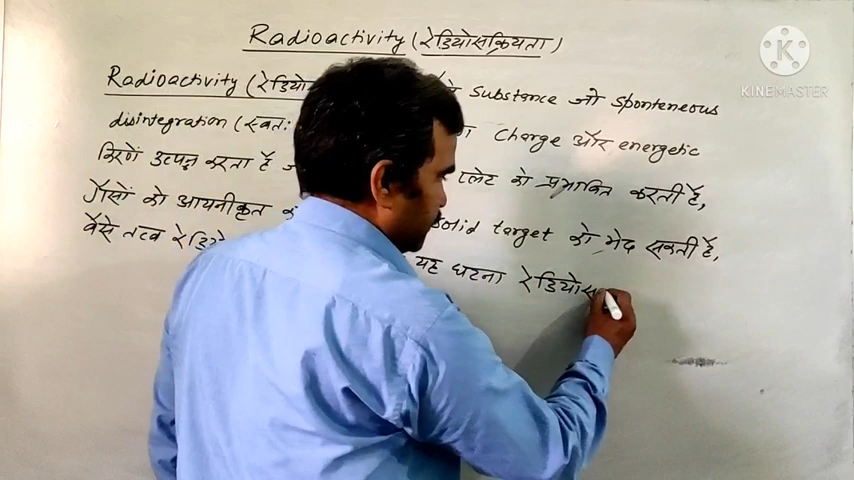 Radioactivity (रेडियोसक्रियता)
KINEMASTER
Radioactivity (रेडियो substance जो sponteneous
disintegration (स्वतः charge और energetic
किरणें उत्पन्न करता है प्लेट को प्रभावित करती हैं,
गैसों को आयनीकृत solid target को भेद सकती हैं,
वैसे तत्व रेडियो यह घटना रेडियोस